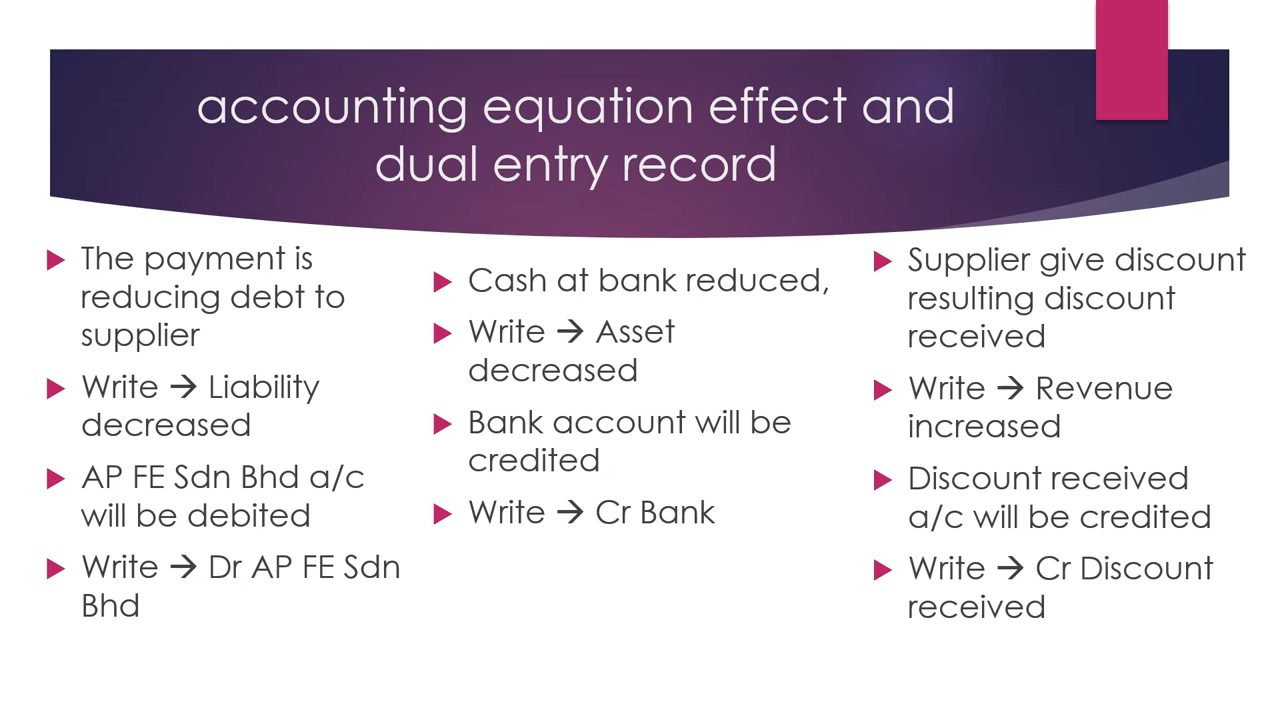 accounting equation effect and
dual entry record
▶ The payment is
reducing debt to
supplier
▶ Write → Liability
decreased
▶ AP FE Sdn Bhd a/c
will be debited
▶ Write → Dr AP FE Sdn
Bhd
▶ Cash at bank reduced,
▶ Write → Asset
decreased
▶ Bank account will be
credited
▶ Write → Cr Bank
▶ Supplier give discount
resulting discount
received
▶ Write → Revenue
increased
▶ Discount received
a/c will be credited
▶ Write → Cr Discount
received